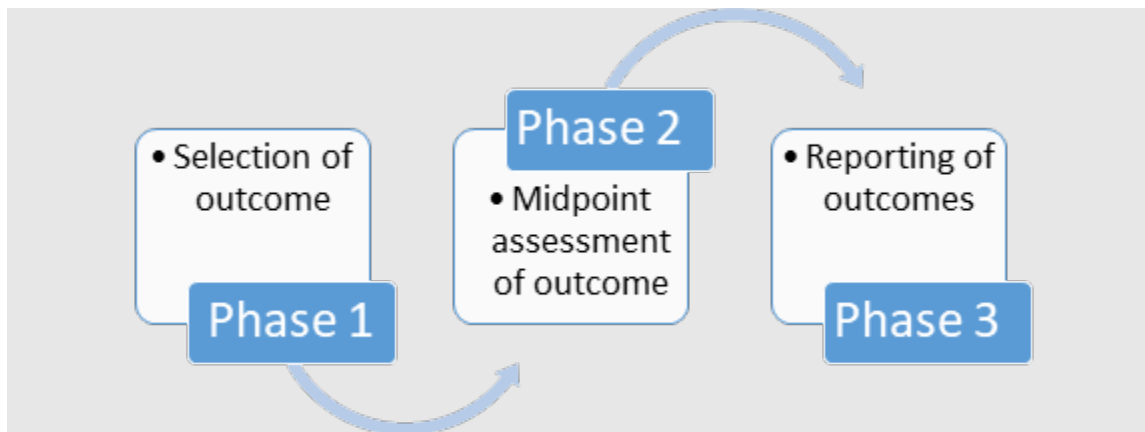 • Selection of
outcome
Phase 1
Phase 2
• Midpoint
assessment
of outcome
• Reporting of
outcomes
Phase 3